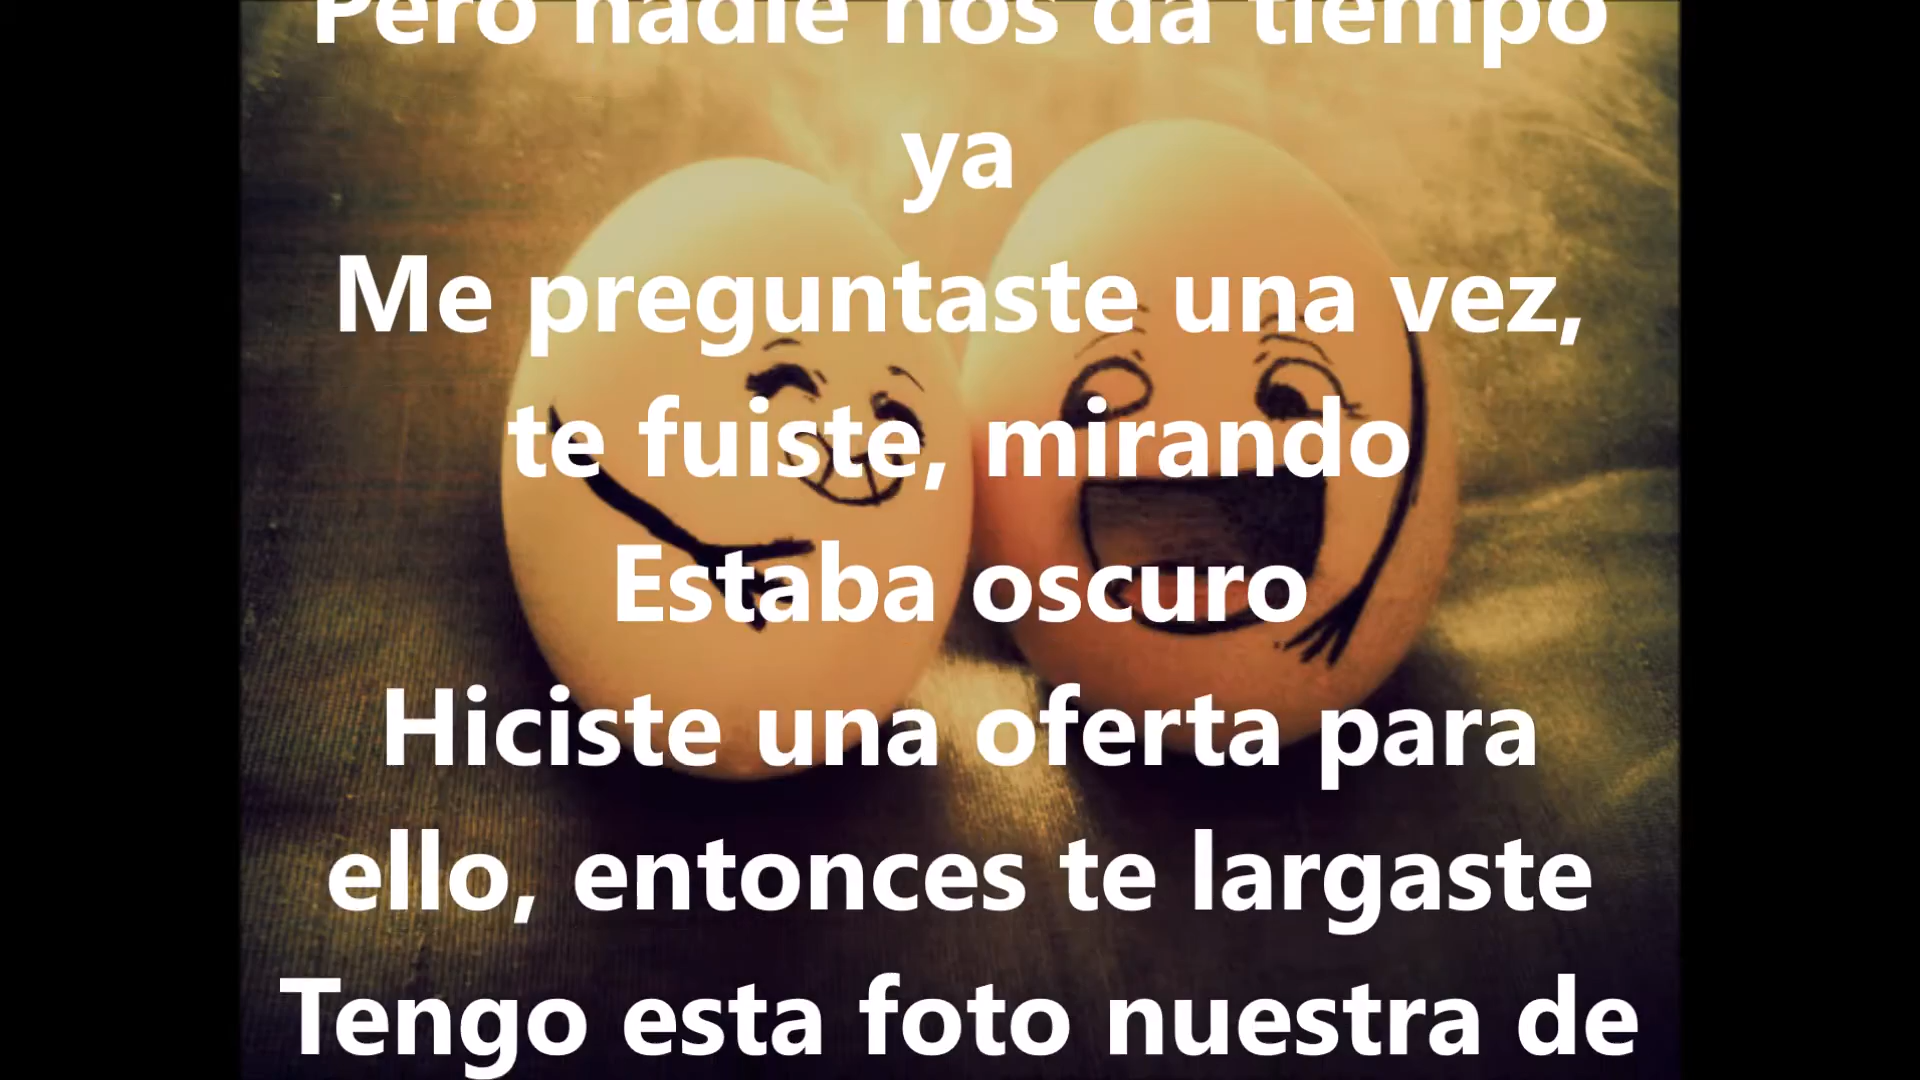 Pero nadie nos da tiempo
ya
Me preguntaste una vez,
te fuiste, mirando
Estaba oscuro
Hiciste una oferta para
ello, entonces te largaste
Tengo esta foto nuestra de